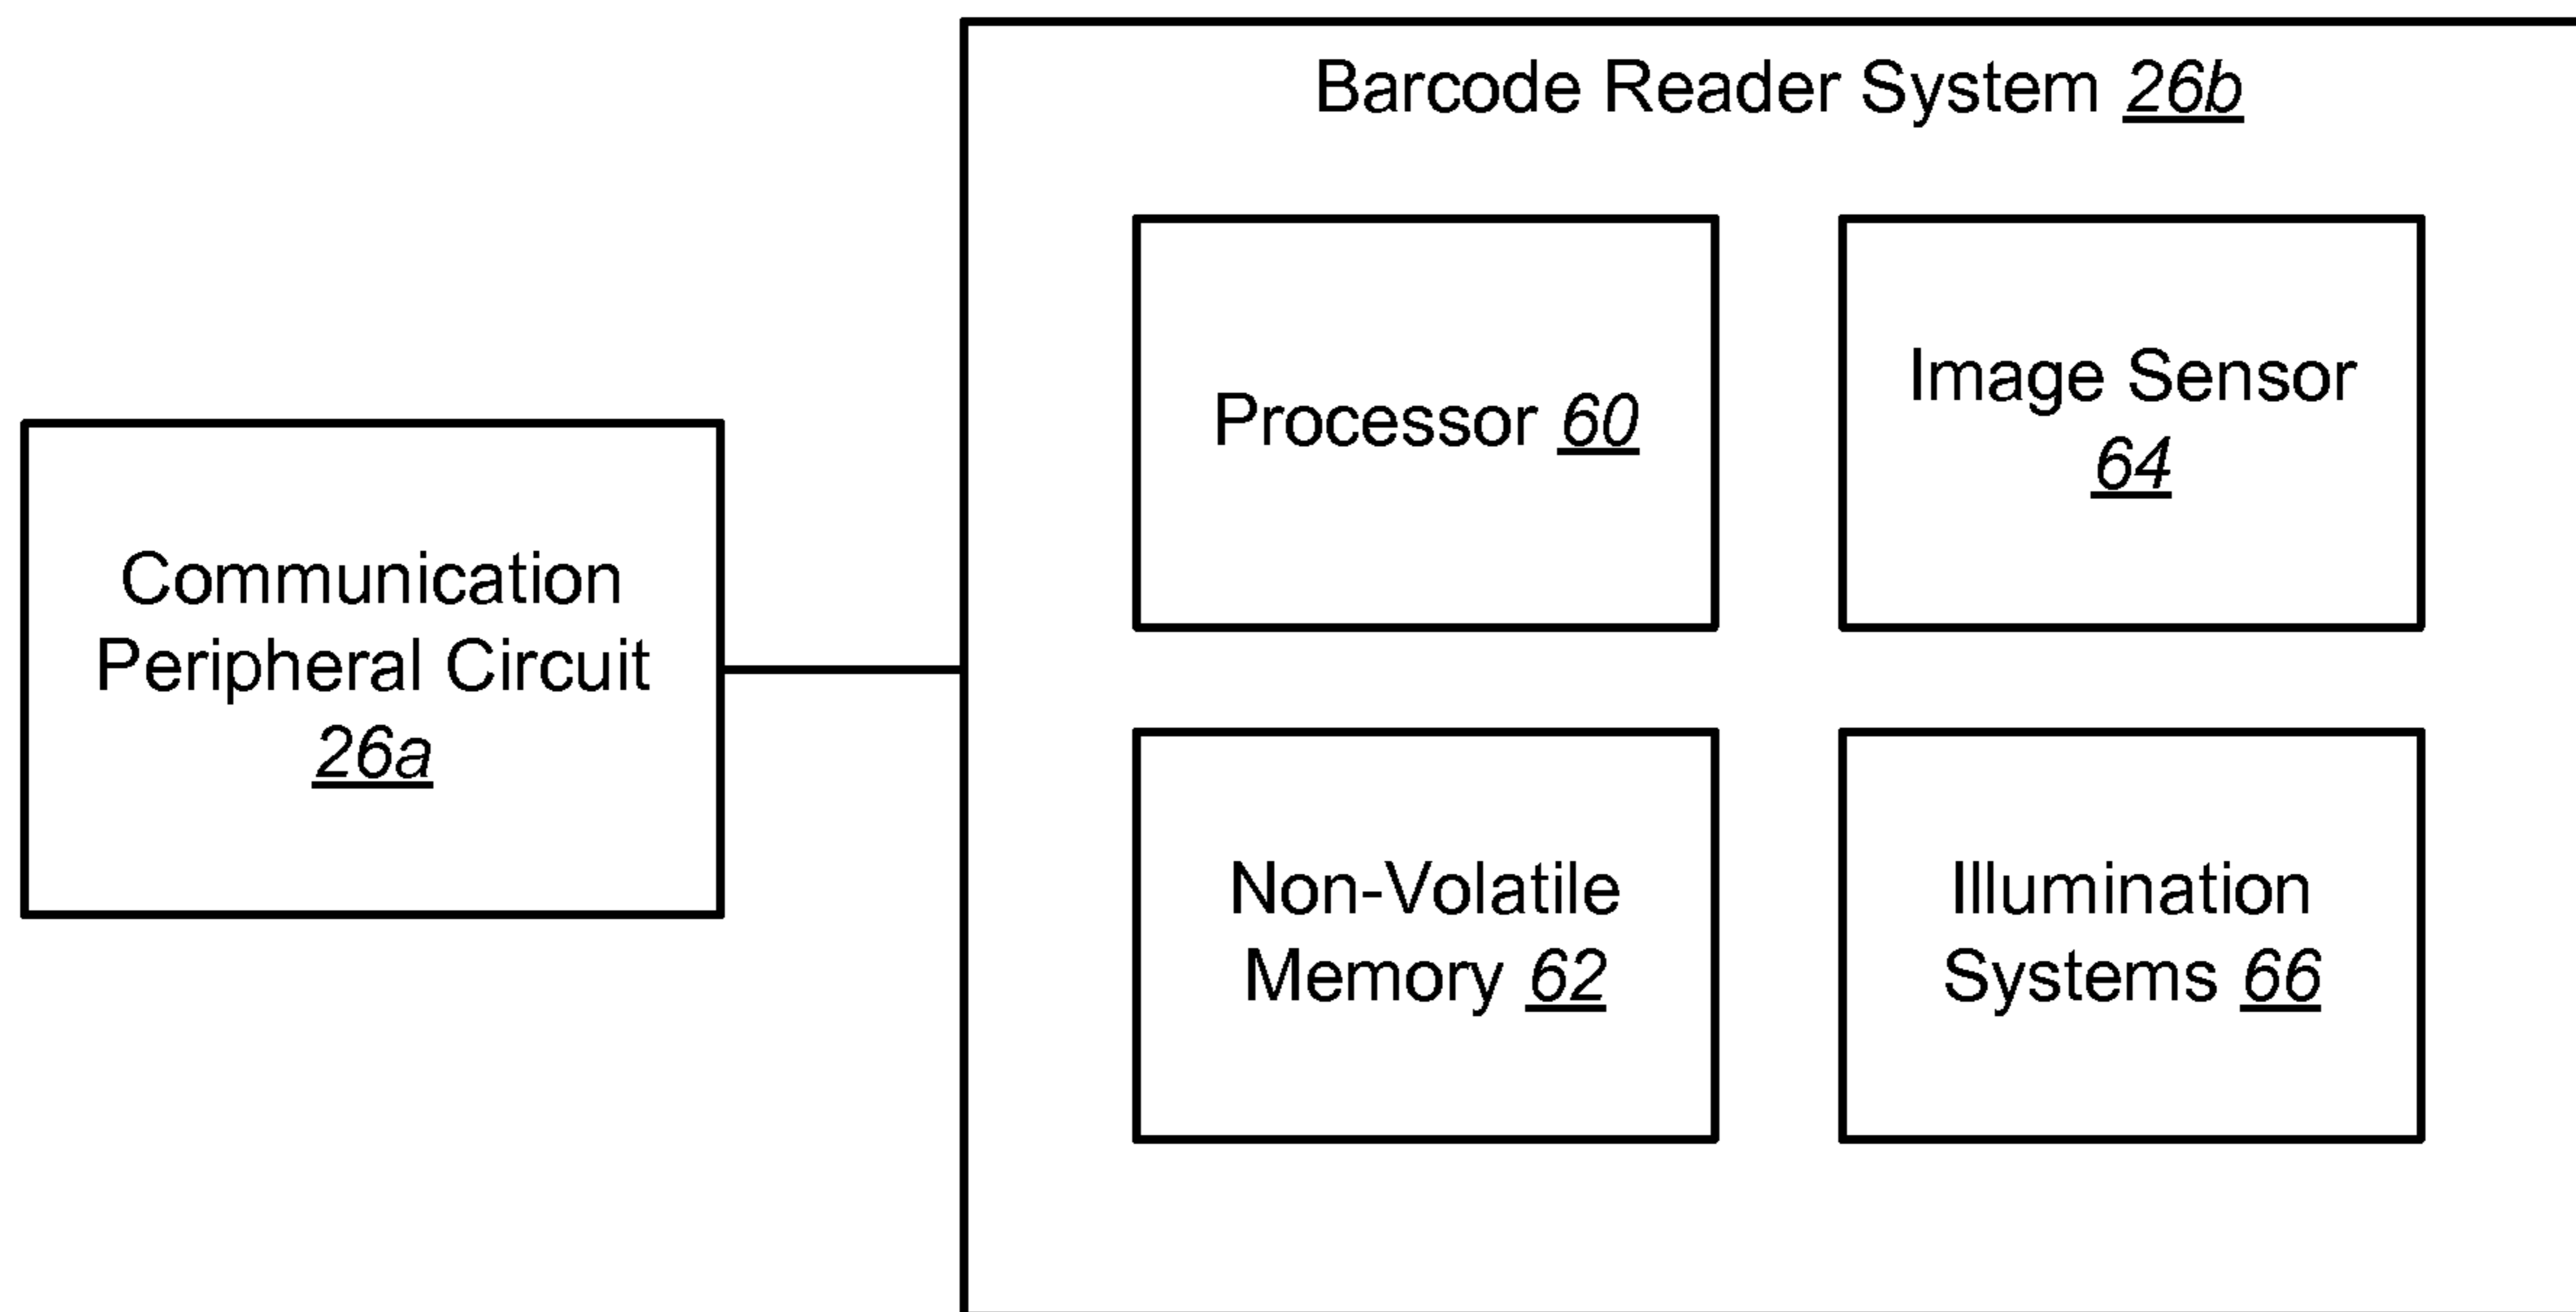 Barcode Reader System 26b
Communication
Peripheral Circuit
26a
Processor 60
Image Sensor
64
Non-Volatile
Memory 62
Illumination
Systems 66